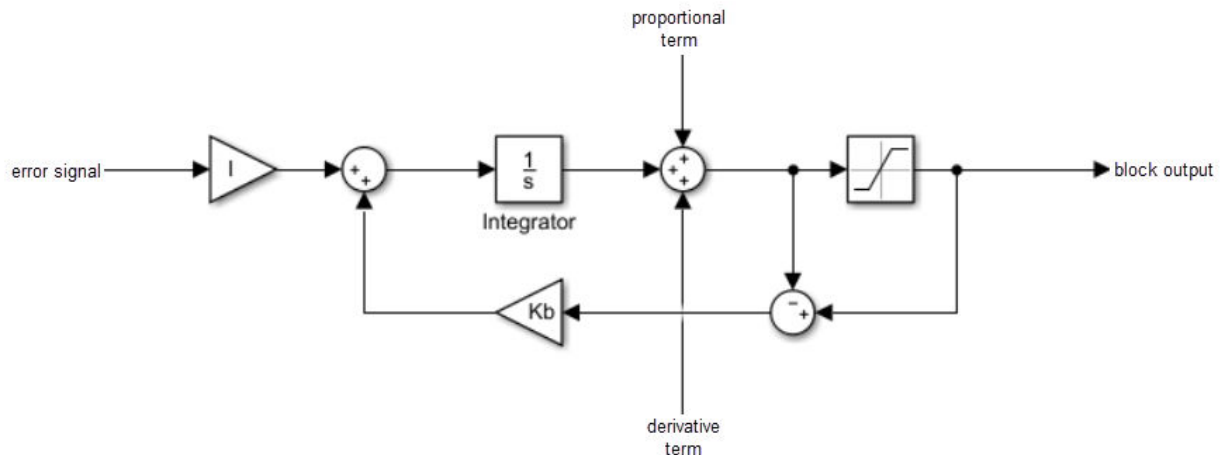 proportional
term
error signal
I
+
+
1
s
Integrator
+
+
+
block output
Kb
-
+
derivative
term